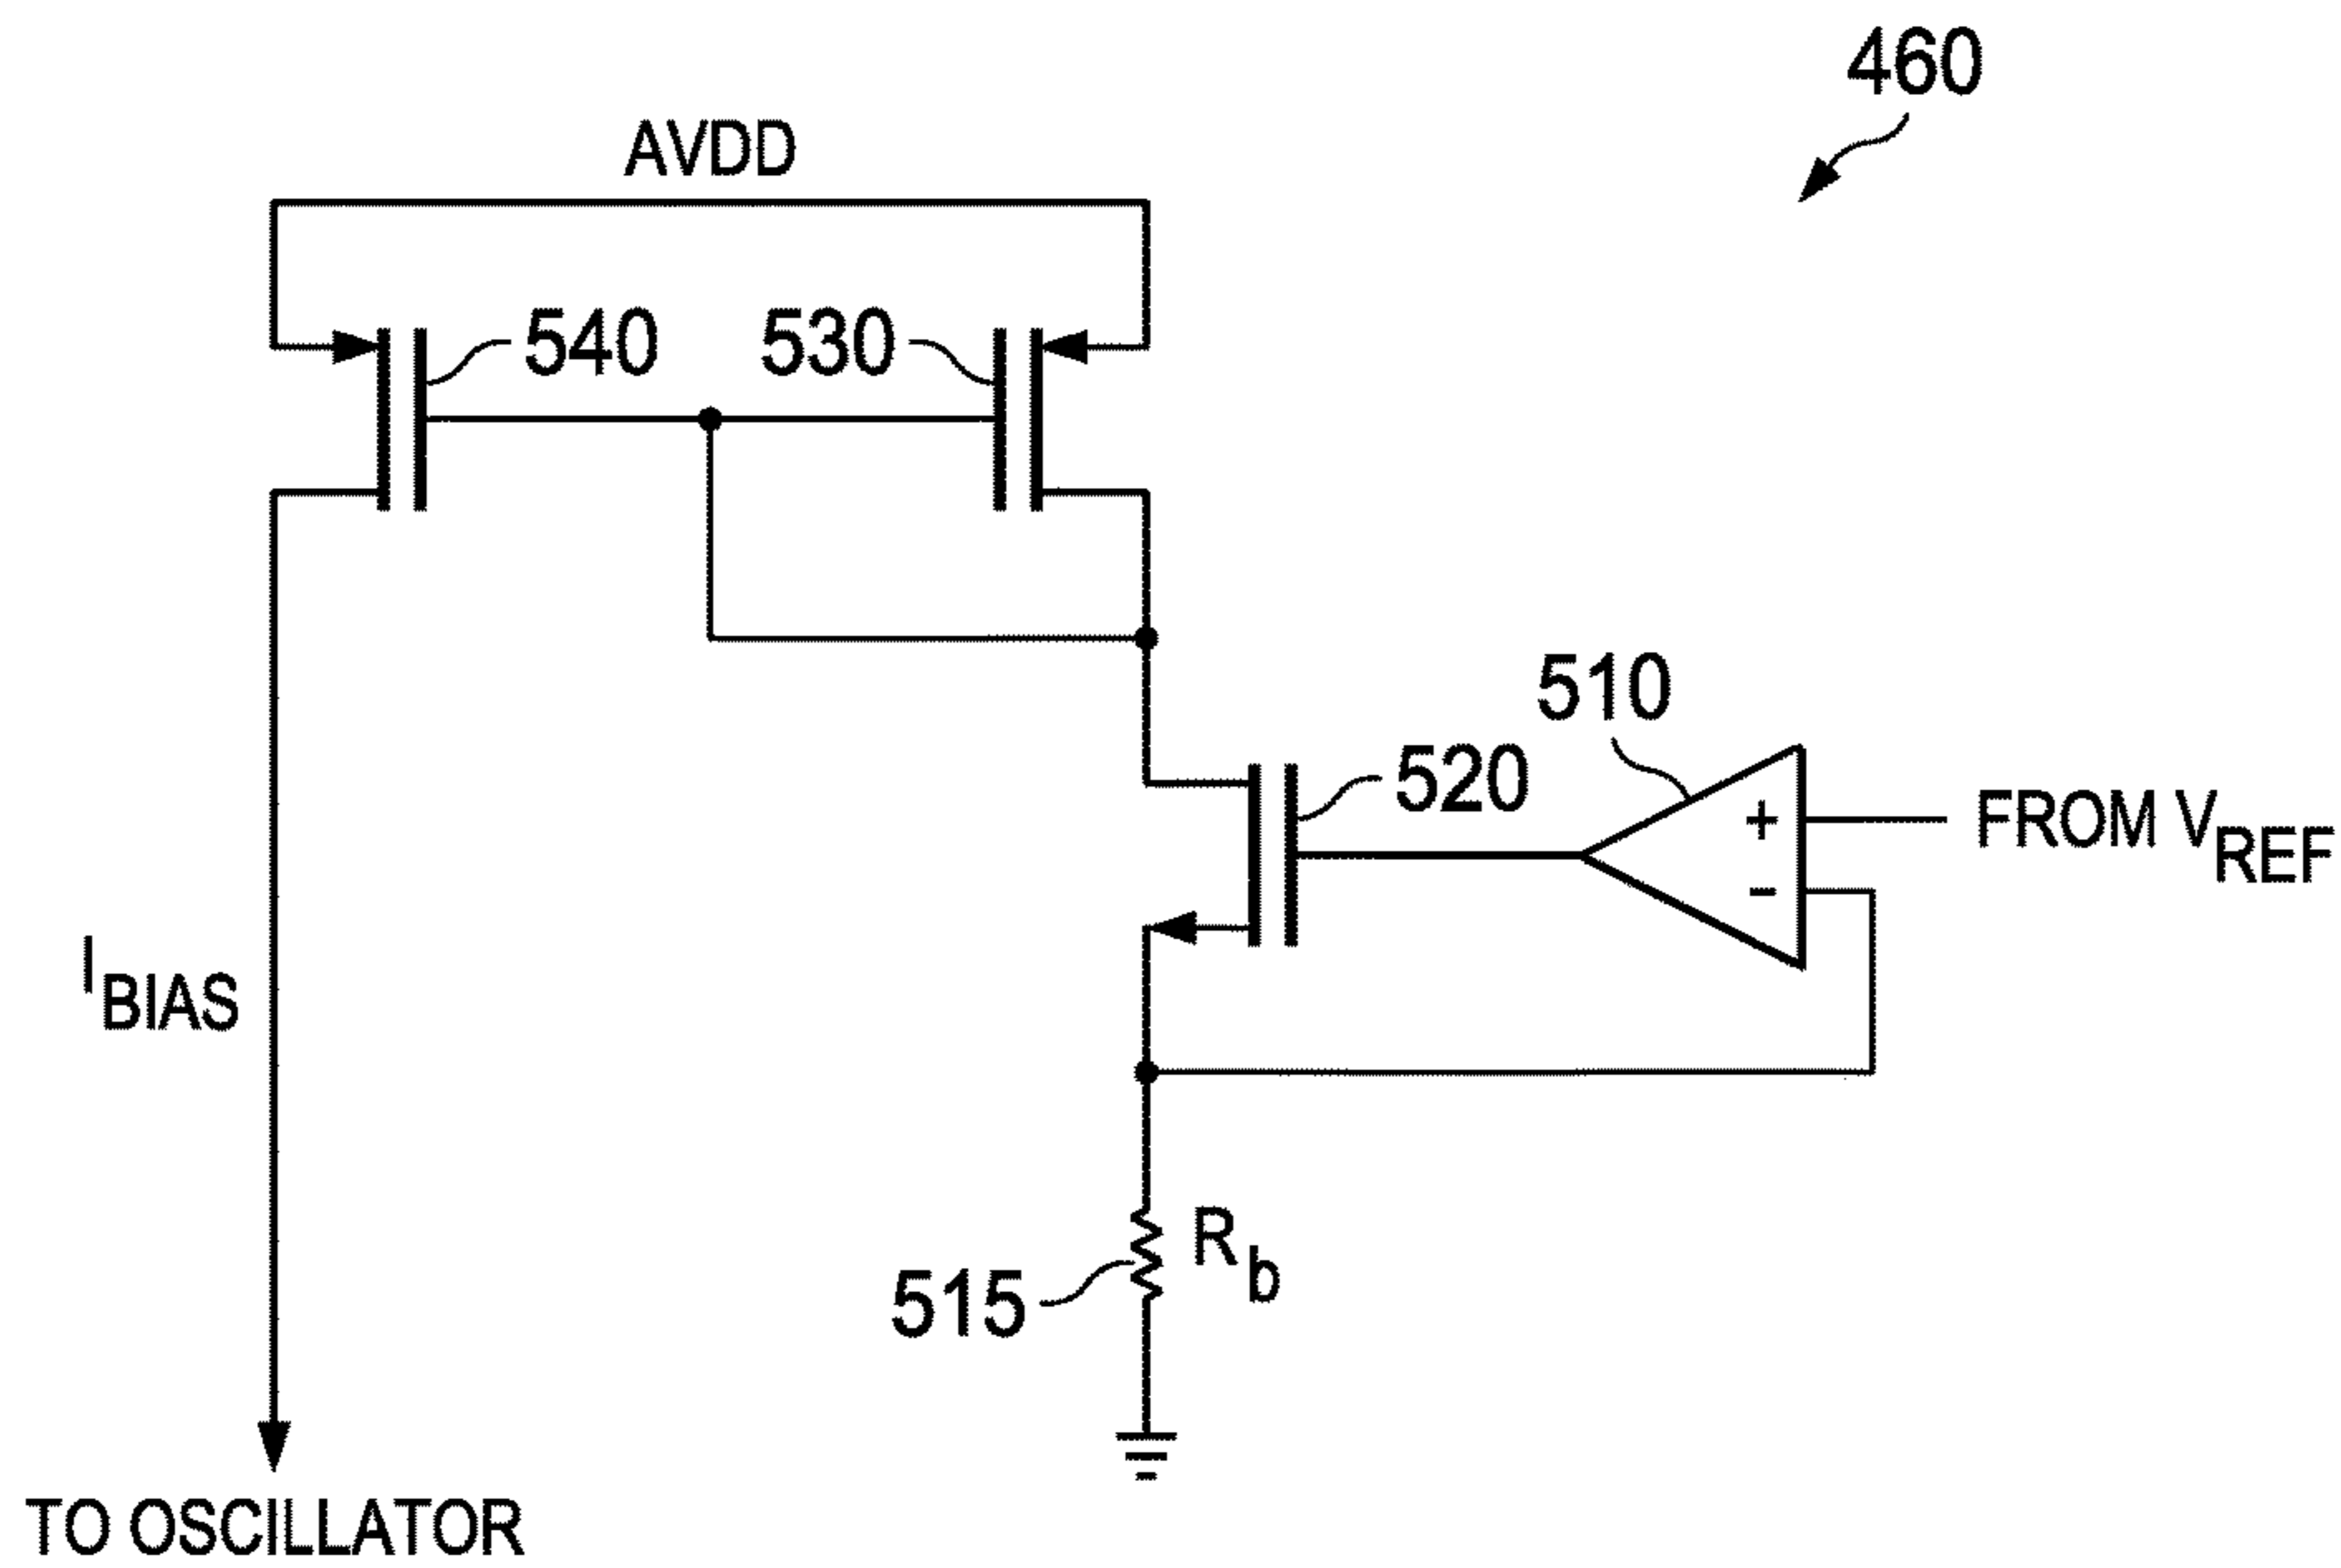 460
AVDD
540
530
510
520
+
-
FROM VREF
IBIAS
Rb
515
TO OSCILLATOR